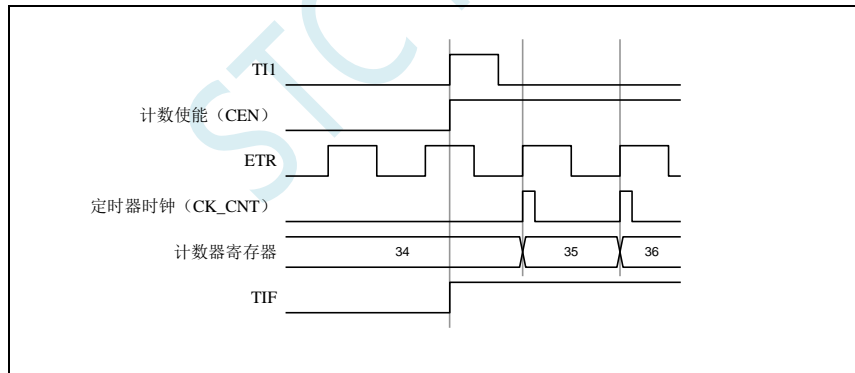 TI1
计数使能（CEN）
ETR
定时器时钟（CK_CNT）
计数器寄存器
34
35
36
TIF